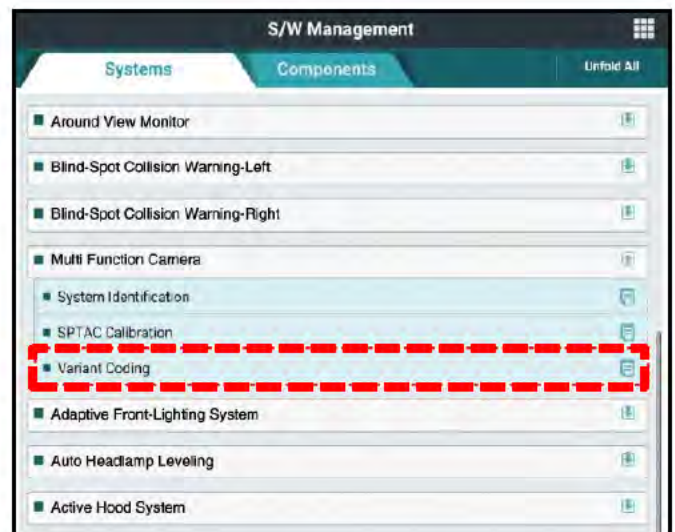 S/W Management
Systems
Components
Unfold All
Around View Monitor
Blind-Spot Collision Warning-Left
Blind-Spot Collision Warning-Right
Multi Function Camera
System Identification
SPTAC Calibration
Variant Coding
Adaptive Front-Lighting System
Auto Headlamp Leveling
Active Hood System